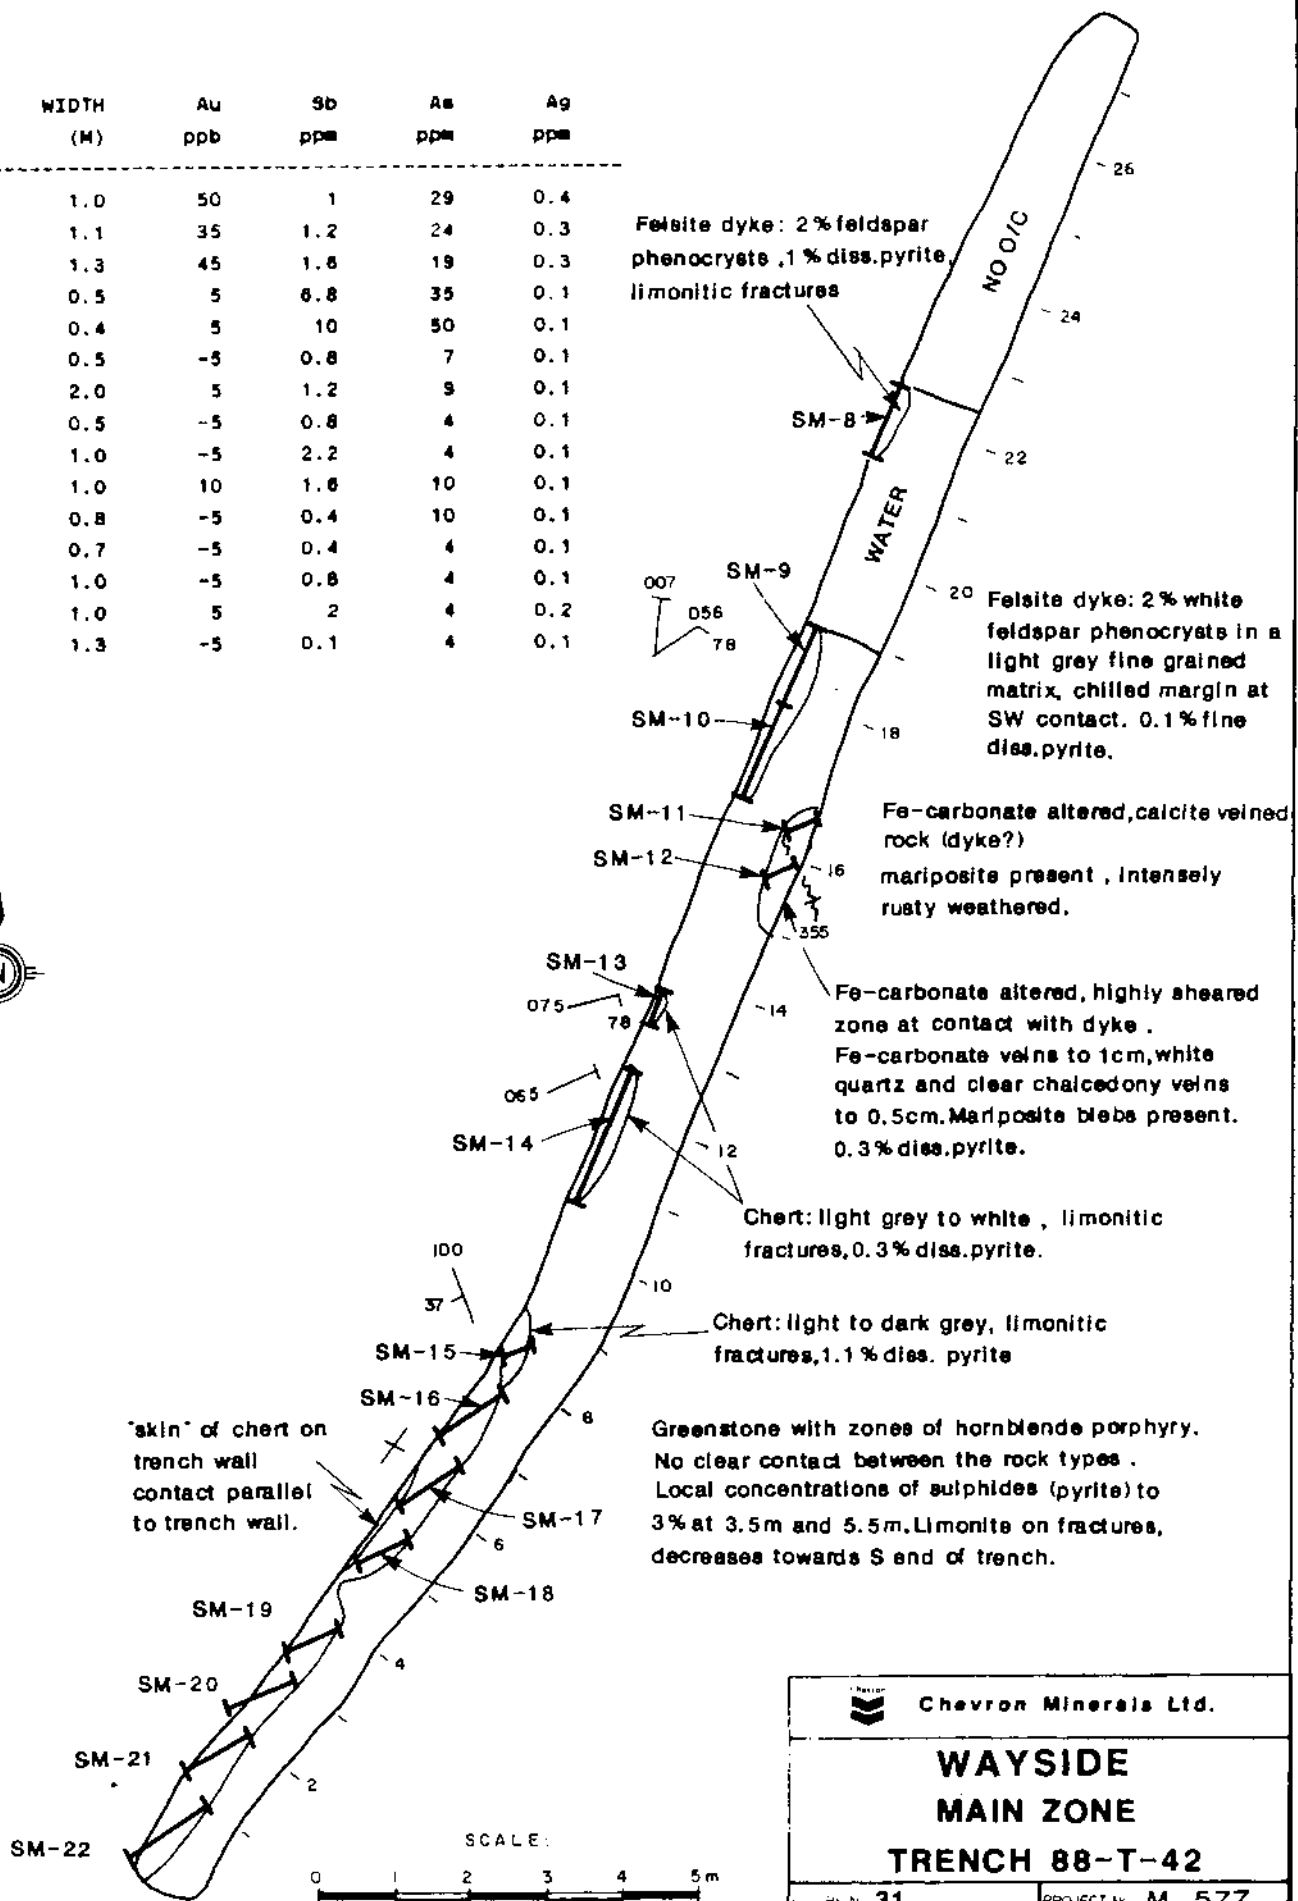 WIDTH Au Sb As Ag
(M) ppb ppm ppm ppm
1.0 50 1 29 0.4
1.1 35 1.2 24 0.3
1.3 45 1.6 19 0.3
0.5 5 6.8 35 0.1
0.4 5 10 50 0.1
0.5 -5 0.8 7 0.1
2.0 5 1.2 9 0.1
0.5 -5 0.8 4 0.1
1.0 -5 2.2 4 0.1
1.0 10 1.6 10 0.1
0.8 -5 0.4 10 0.1
0.7 -5 0.4 4 0.1
1.0 -5 0.8 4 0.1
1.0 5 2 4 0.2
1.3 -5 0.1 4 0.1
26
NO O/C
Felsite dyke: 2% feldspar
phenocrysts, 1% diss.pyrite,
limonitic fractures
24
SM-8
22
WATER
SM-9
20
007
056
78
Felsite dyke: 2% white
feldspar phenocrysts in a
light grey fine grained
matrix, chilled margin at
SW contact. 0.1% fine
diss.pyrite.
SM-10
18
SM-11
Fe-carbonate altered, calcite veined
rock (dyke?)
mariposite present, intensely
rusty weathered.
SM-12
16
355
SM-13
075
78
14
Fe-carbonate altered, highly sheared
zone at contact with dyke.
Fe-carbonate veins to 1cm, white
quartz and clear chalcedony veins
to 0.5cm. Mariposite blebs present.
0.3% diss.pyrite.
065
SM-14
12
Chert: light grey to white, limonitic
fractures, 0.3% diss.pyrite.
100
37
10
Chert: light to dark grey, limonitic
fractures, 1.1% diss. pyrite
SM-15
SM-16
8
"skin" of chert on
trench wall
contact parallel
to trench wall.
Greenstone with zones of hornblende porphyry.
No clear contact between the rock types.
Local concentrations of sulphides (pyrite) to
3% at 3.5m and 5.5m. Limonite on fractures,
decreases towards S end of trench.
SM-17
6
SM-18
SM-19
4
SM-20
SM-21
2
SM-22
SCALE:
0 1 2 3 4 5m
Chevron
Chevron Minerals Ltd.
WAYSIDE
MAIN ZONE
TRENCH 88-T-42
31
PROJECT No. M 577